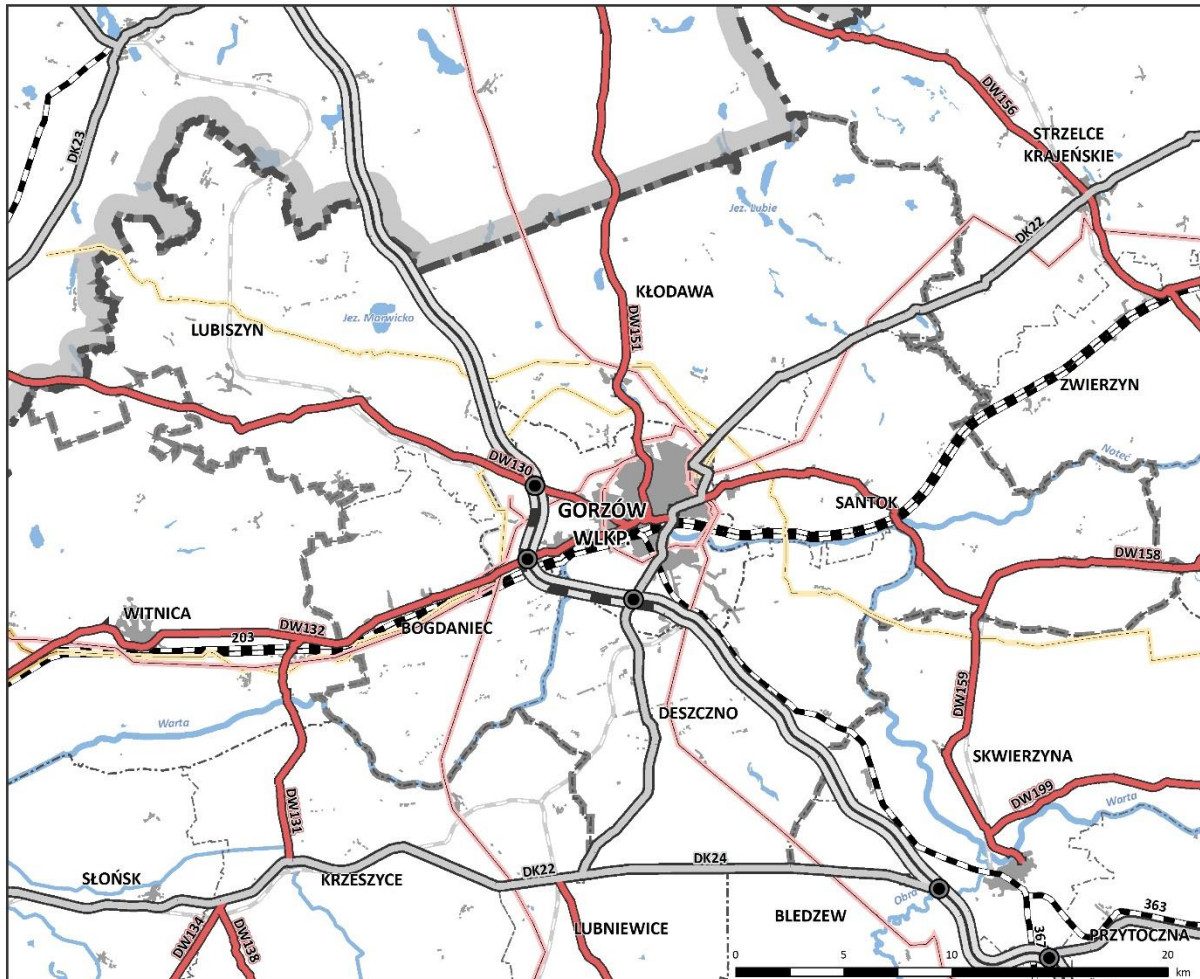 DW156
STRZELCE
KRAJEŃSKIE
DK23
Jez. Lubie
DK22
KŁODAWA
Jez. Marwicko
LUBISZYN
DW151
ZWIERZYN
Noteć
DW130
SANTOK
GORZÓW
WLKP.
DW158
WITNICA
203
DW132
BOGDANIEC
DW159
DESZCZNO
Warta
SKWIERZYNA
DW199
Warta
DW131
DK24
DK22
SŁOŃSK
KRZESZYCE
Obra
363
BLEDZEW
LUBNIEWICE
DW134
DW138
367
PRZYTOCZNA
0 5 10 20
km